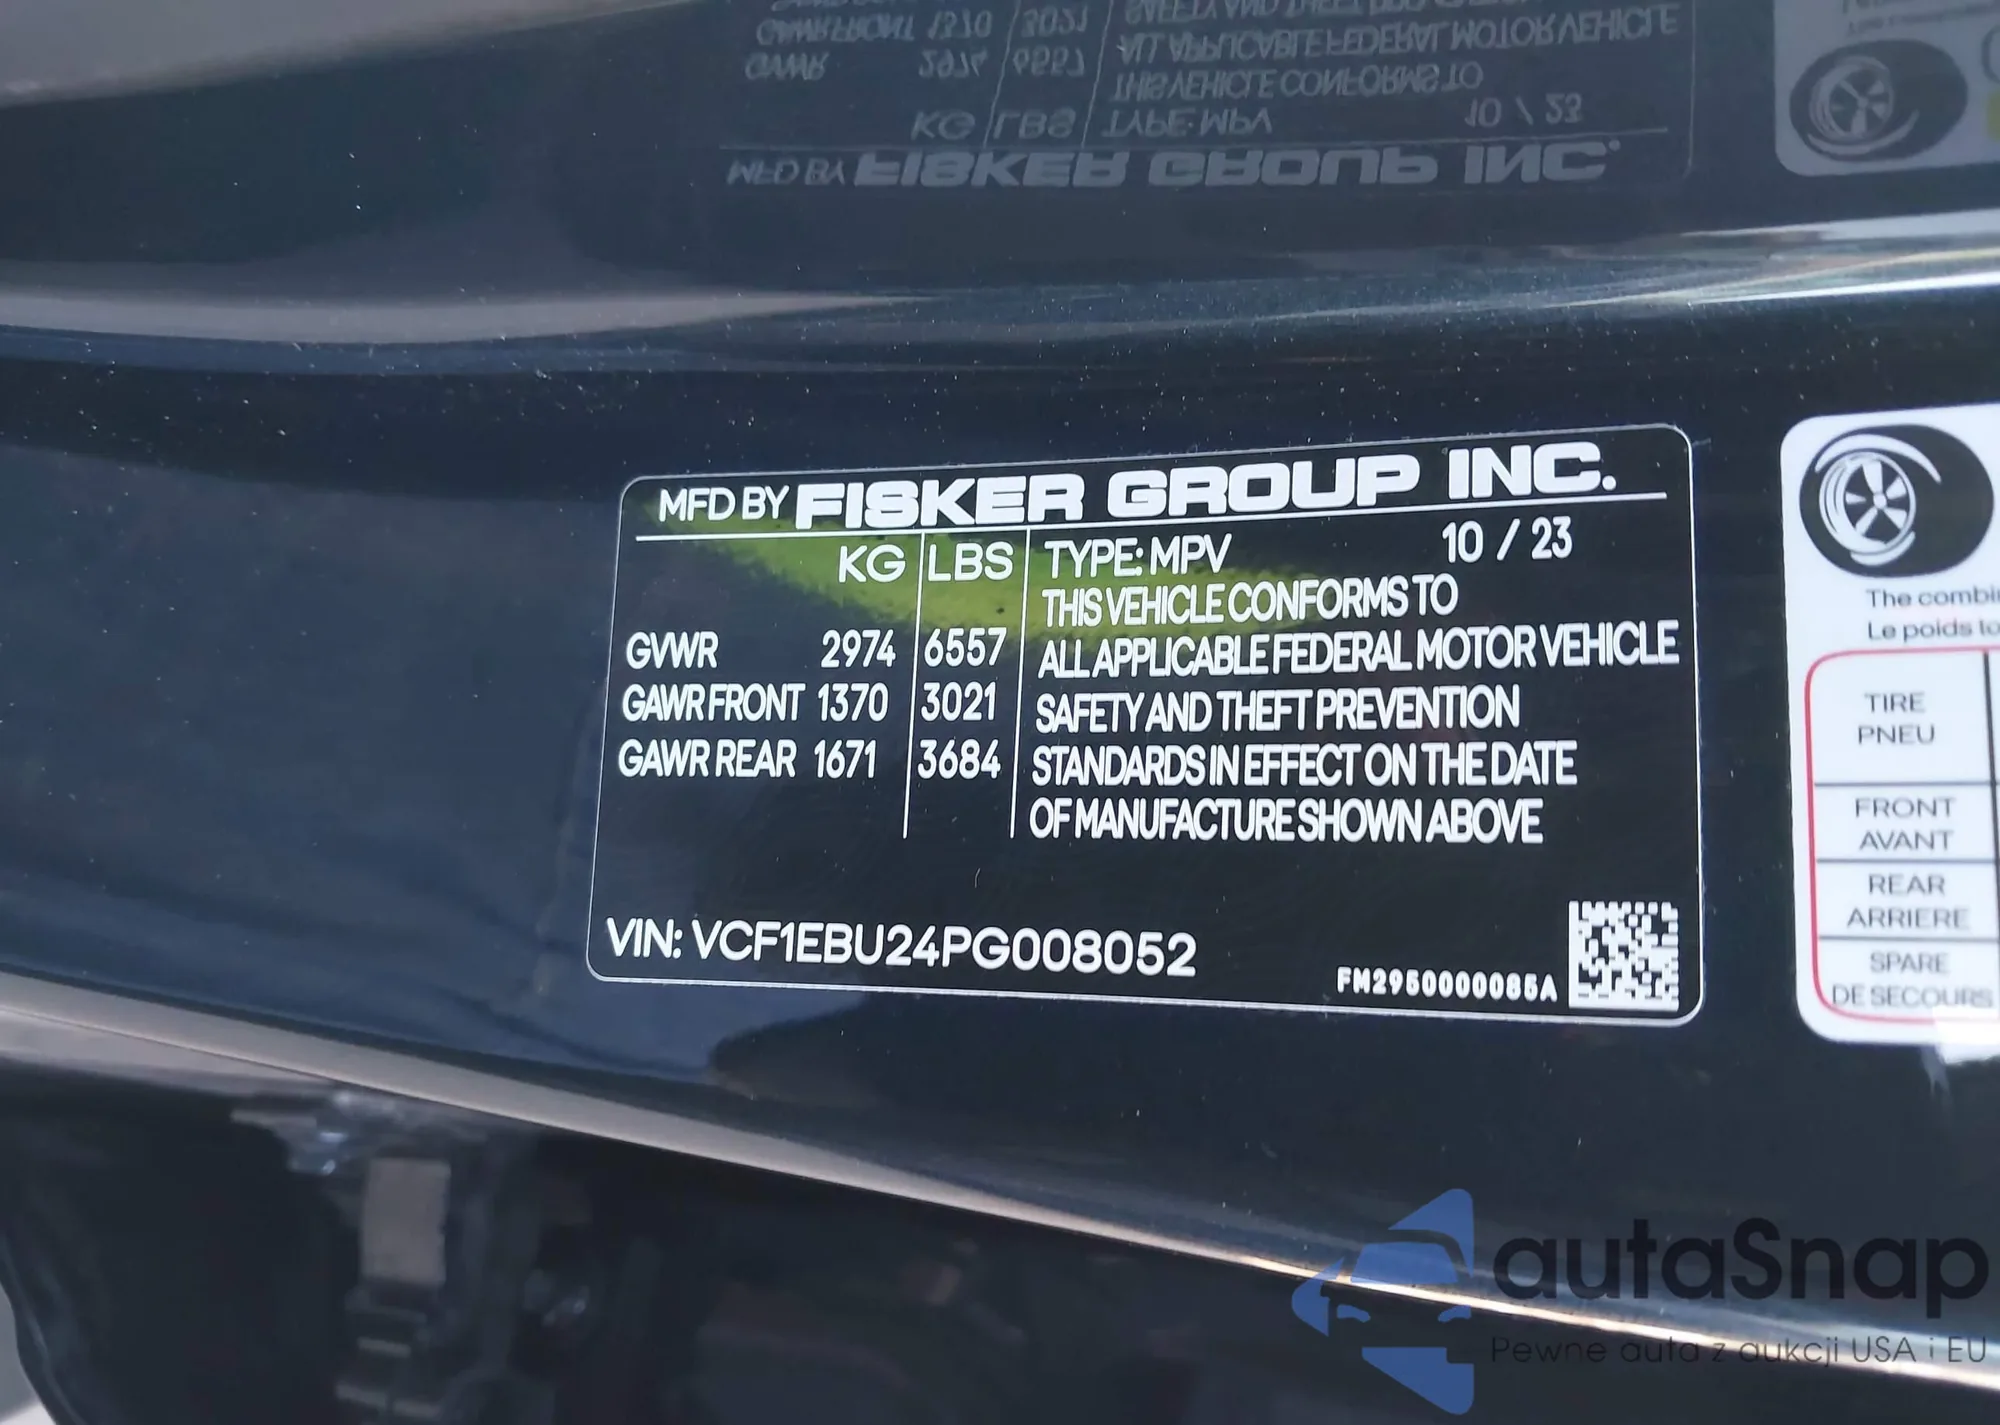 MFD BY FISKER GROUP INC.
KG LBS TYPE: MPV 10 / 23
THIS VEHICLE CONFORMS TO
GVWR 2974 6557 ALL APPLICABLE FEDERAL MOTOR VEHICLE
GAWR FRONT 1370 3021 SAFETY AND THEFT PREVENTION
GAWR REAR 1671 3684 STANDARDS IN EFFECT ON THE DATE
OF MANUFACTURE SHOWN ABOVE
VIN: VCF1EBU24PG008052
FM2950000085A
The
Le poids
TIRE
PNEU
FRONT
AVANT
REAR
ARRIERE
SPARE
DE SECOURS
autaSnap
Pewne auta z aukcji USA i EU